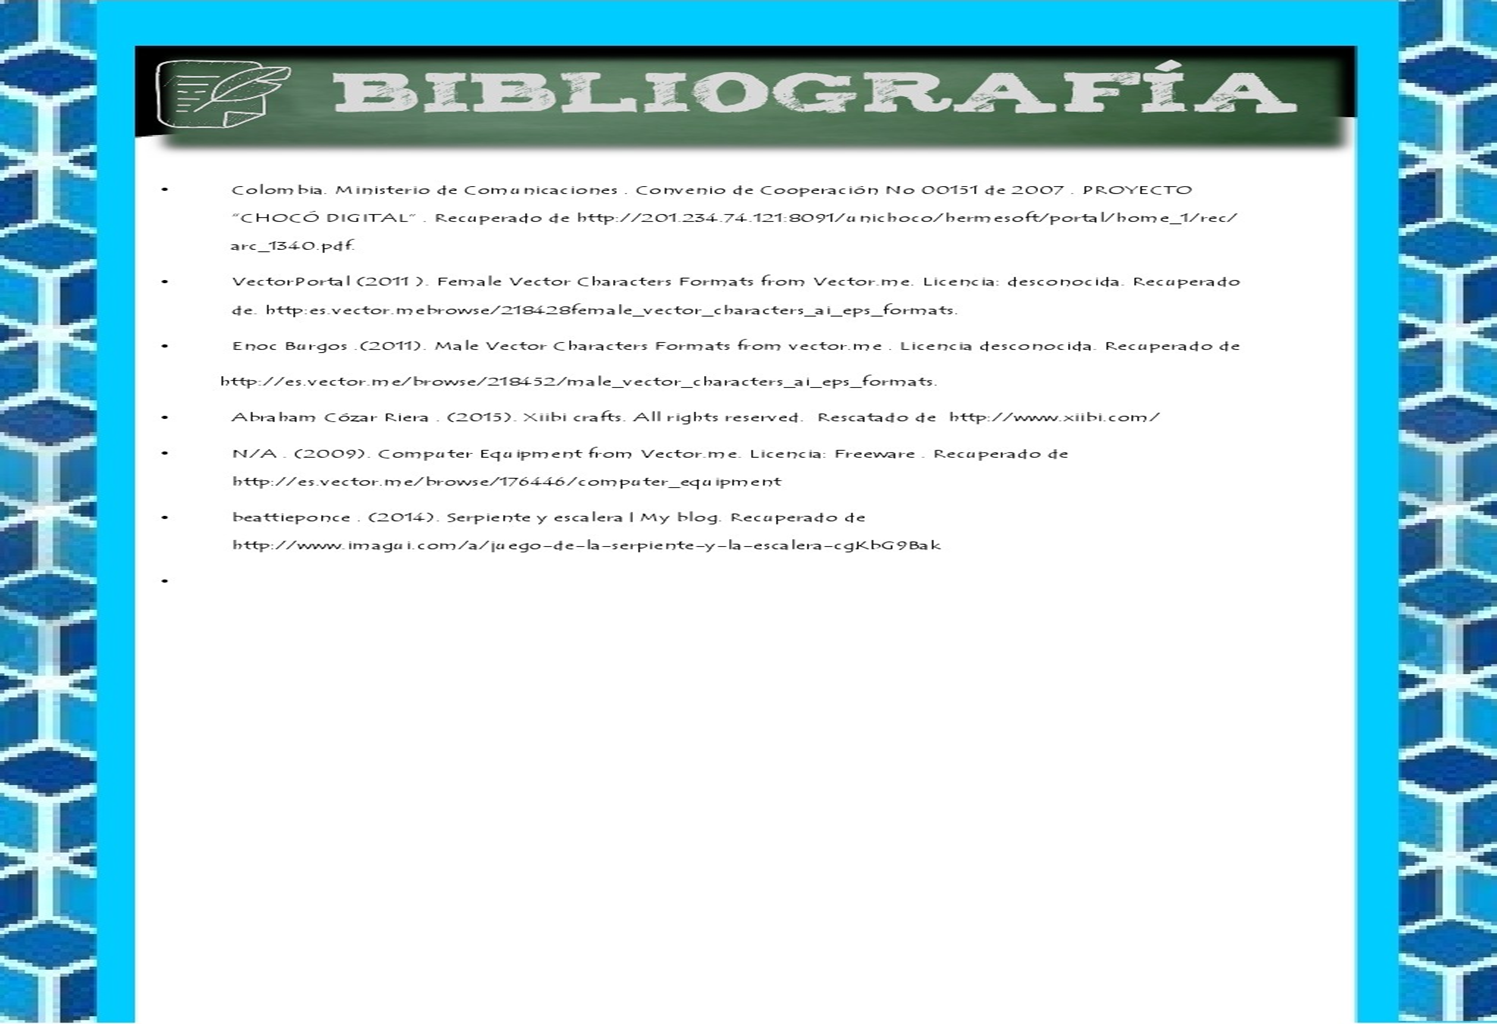 BIBLIOGRAFÍA
• Colombia. Ministerio de Comunicaciones . Convenio de Cooperación No 00151 de 2007 . PROYECTO
“CHOCÓ DIGITAL” . Recuperado de http://201.234.74.121:8091/unichoco/hermesoft/portal/home_1/rec/
arc_1340.pdf.
• VectorPortal (2011 ). Female Vector Characters Formats from Vector.me. Licencia: desconocida. Recuperado
de. http:es.vector.mebrowse/218428female_vector_characters_ai_eps_formats.
• Enoc Burgos .(2011). Male Vector Characters Formats from vector.me . Licencia desconocida. Recuperado de
http://es.vector.me/browse/218452/male_vector_characters_ai_eps_formats.
• Abraham Cózar Riera . (2015). Xiibi crafts. All rights reserved. Rescatado de http://www.xiibi.com/
• N/A . (2009). Computer Equipment from Vector.me. Licencia: Freeware . Recuperado de
http://es.vector.me/browse/176446/computer_equipment
• beattieponce . (2014). Serpiente y escalera | My blog. Recuperado de
http://www.imagui.com/a/juego-de-la-serpiente-y-la-escalera-cgKbG9Bak
•